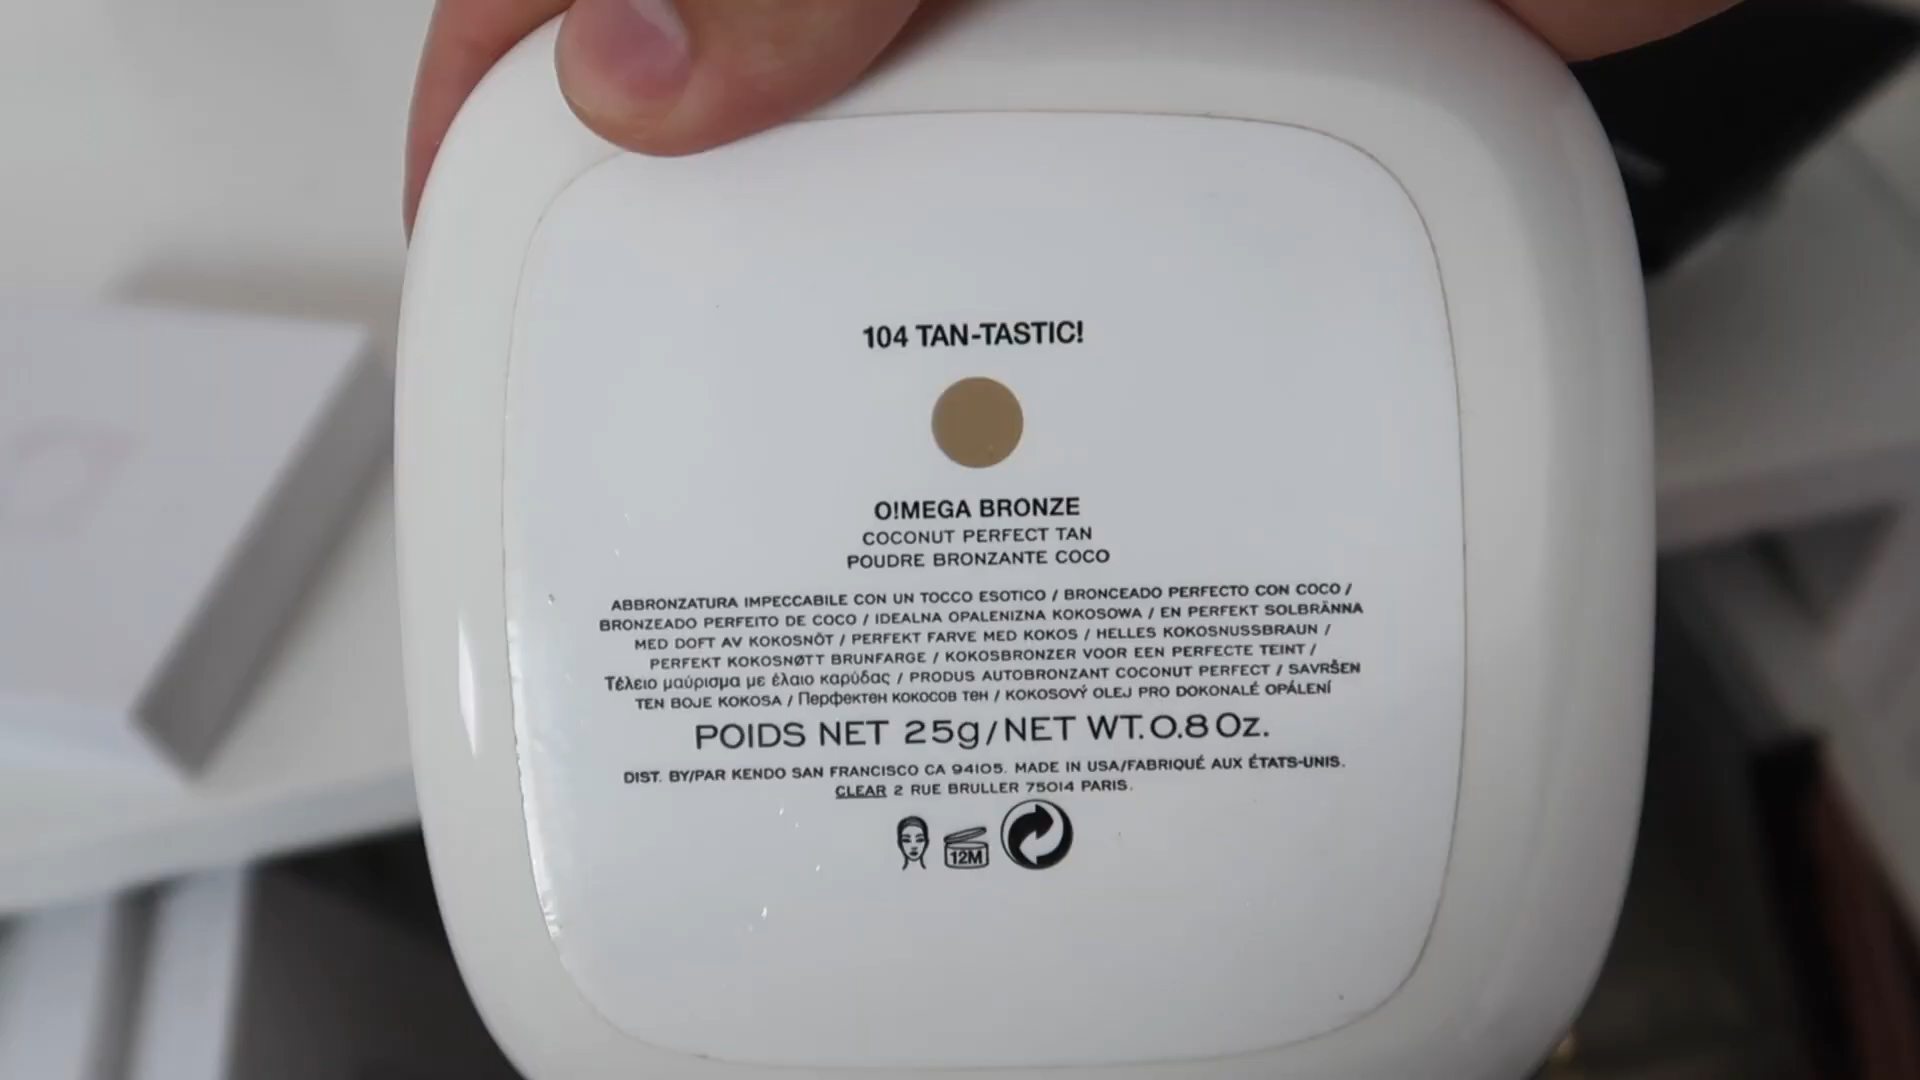 104 TAN-TASTIC!
O!MEGA BRONZE
COCONUT PERFECT TAN
POUDRE BRONZANTE COCO
ABBRONZATURA IMPECCABILE CON UN TOCCO ESOTICO / BRONCEADO PERFECTO CON COCO /
BRONZEADO PERFEITO DE COCO / IDEALNA OPALENIZNA KOKOSOWA / EN PERFEKT SOLBRÄNNA
MED DOFT AV KOKOSNÖT / PERFEKT FARVE MED KOKOS / HELLES KOKOSNUSSBRAUN /
PERFEKT KOKOSNØTT BRUNFARGE / KOKOSBRONZER VOOR EEN PERFECTE TEINT /
Τέλειο μαύρισμα με έλαιο καρύδας / PRODUS AUTOBRONZANT COCONUT PERFECT / SAVRŠEN
TEN BOJE KOKOSA / Перфектен кокосов тен / KOKOSOVÝ OLEJ PRO DOKONALÉ OPÁLENÍ
POIDS NET 25g/NET WT. 0.8 Oz.
DIST. BY/PAR KENDO SAN FRANCISCO CA 94105. MADE IN USA/FABRIQUÉ AUX ÉTATS-UNIS.
CLEAR 2 RUE BRULLER 75014 PARIS.
12M